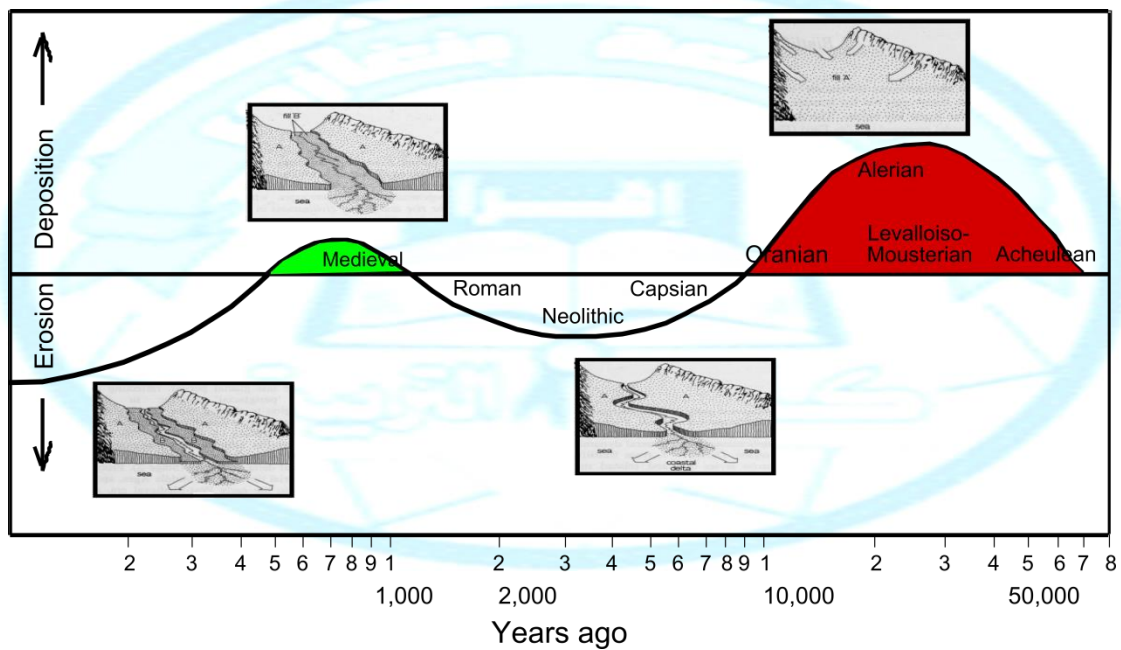 Deposition
Erosion
fill 'B'
A
A
sea
fill 'A'
sea
Alerian
Levalloiso-
Mousterian
Oranian
Acheulean
Medieval
Roman
Capsian
Neolithic
A
A
B
B
sea
A
A
sea
sea
coastal
delta
2 3 4 5 6 7 8 9 1 2 3 4 5 6 7 8 9 1 2 3 4 5 6 7 8
1,000 2,000 10,000 50,000
Years ago